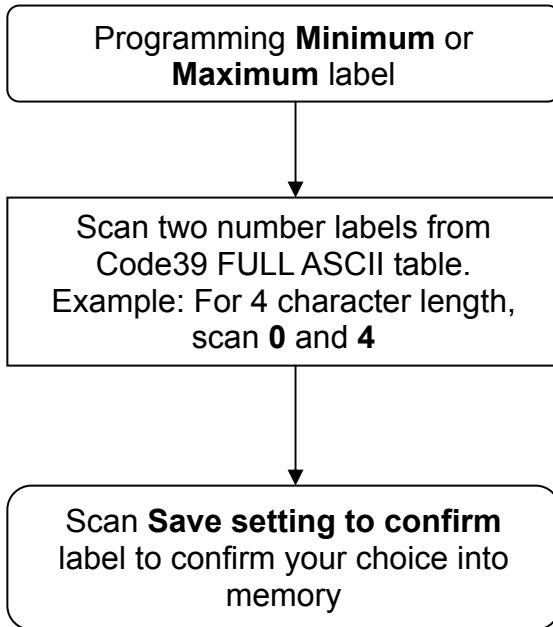 Programming Minimum or
Maximum label
Scan two number labels from
Code39 FULL ASCII table.
Example: For 4 character length,
scan 0 and 4
Scan Save setting to confirm
label to confirm your choice into
memory